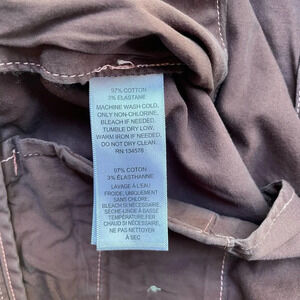 97% COTTON
3% ELASTANE
MACHINE WASH COLD,
ONLY NON-CHLORINE,
BLEACH IF NEEDED,
TUMBLE DRY LOW,
WARM IRON IF NEEDED,
DO NOT DRY CLEAN.
RN 134578
97% COTON
3% ÉLASTHANNE
LAVAGE À L'EAU
FROIDE, UNIQUEMENT
SANS CHLORE,
BLEACH SI NÉCESSAIRE,
SÈCHE-LINGE À BASSE
TEMPÉRATURE FER
CHAUD SI NÉCESSAIRE,
NE PAS NETTOYER
À SEC